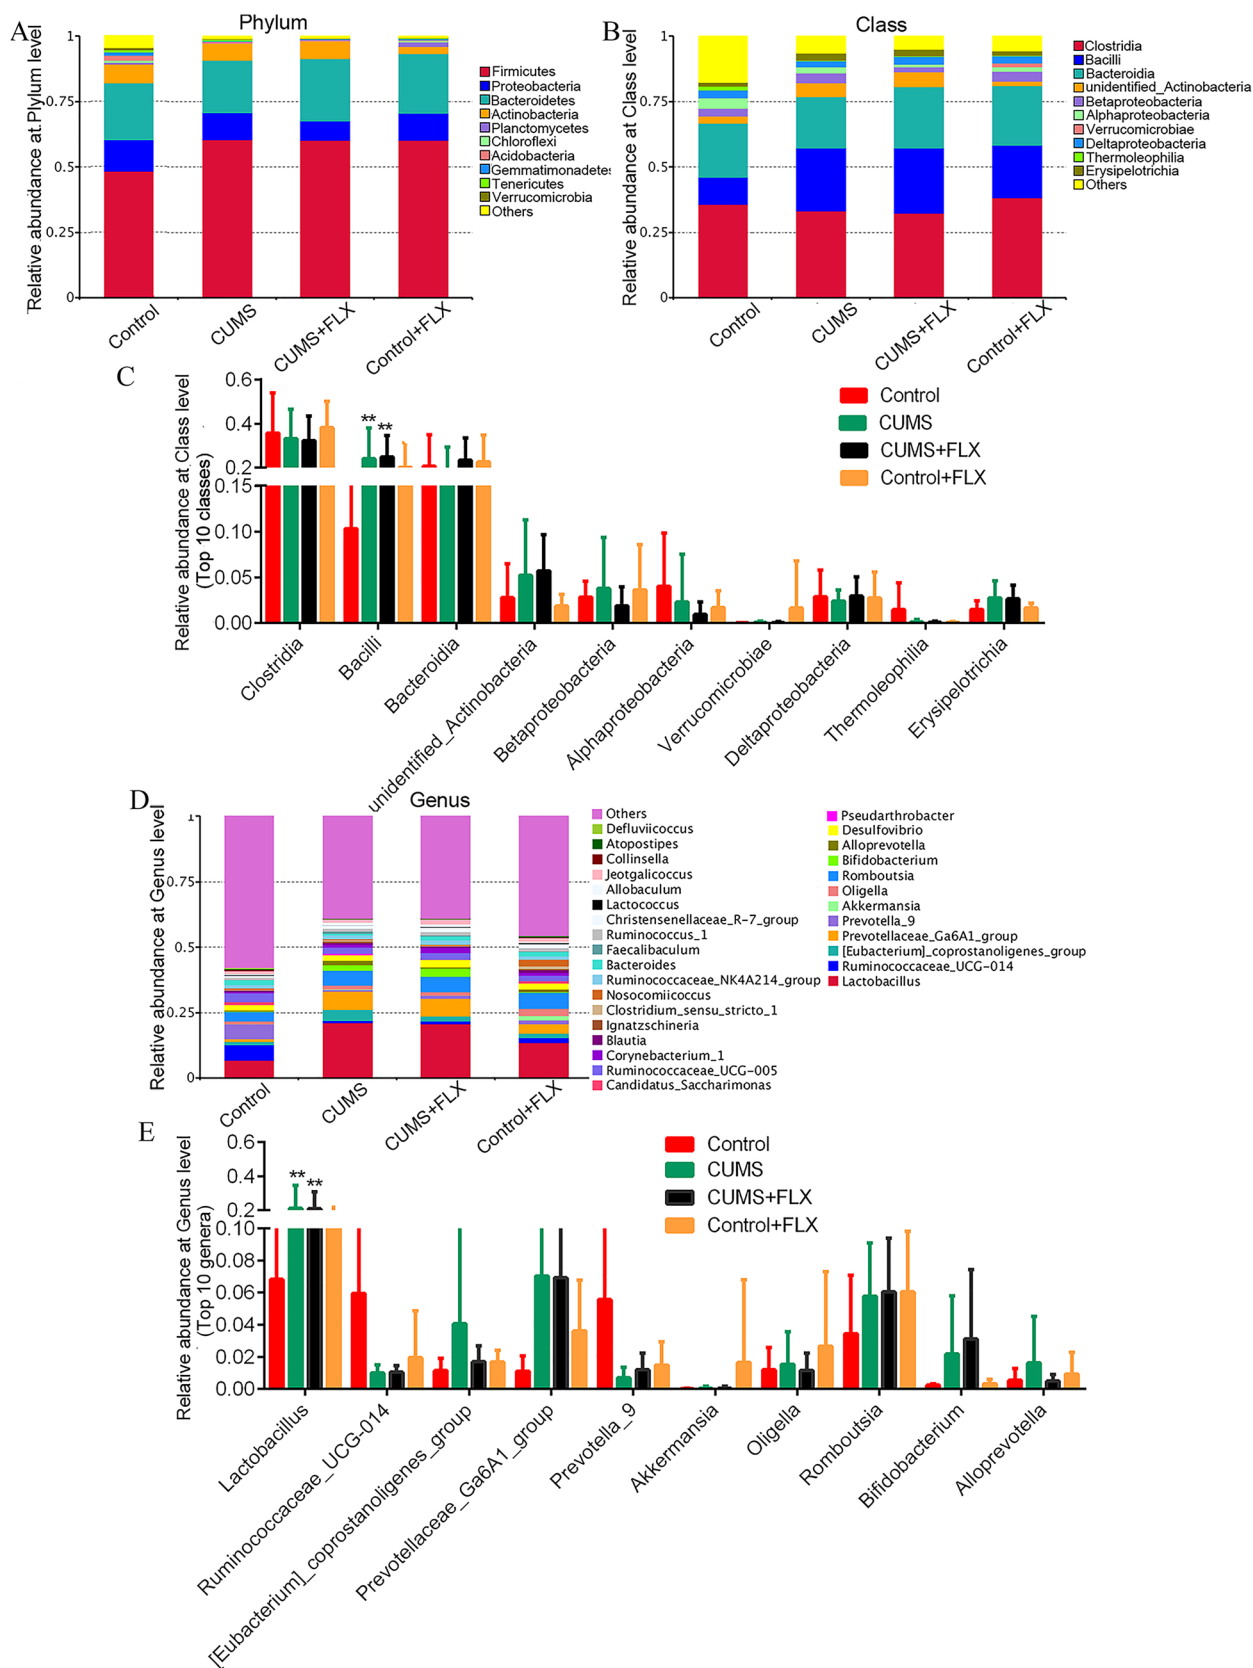 A
Phylum
Relative abundance at Phylum level
1
0.75
0.5
0.25
0
Control
CUMS
CUMS+FLX
Control+FLX
Firmicutes
Proteobacteria
Bacteroidetes
Actinobacteria
Planctomycetes
Chloroflexi
Acidobacteria
Gemmatimonadetes
Tenericutes
Verrucomicrobia
Others
B
Class
Relative abundance at Class level
1
0.75
0.5
0.25
0
Control
CUMS
CUMS+FLX
Control+FLX
Clostridia
Bacilli
Bacteroidia
unidentified_Actinobacteria
Betaproteobacteria
Alphaproteobacteria
Verrucomicrobiae
Deltaproteobacteria
Thermoleophilia
Erysipelotrichia
Others
C
Relative abundance at Class level
(Top 10 classes)
0.6
0.4
0.2
0.15
0.10
0.05
0.00
**
**
Control
CUMS
CUMS+FLX
Control+FLX
Clostridia
Bacilli
Bacteroidia
unidentified_Actinobacteria
Betaproteobacteria
Alphaproteobacteria
Verrucomicrobiae
Deltaproteobacteria
Thermoleophilia
Erysipelotrichia
D
Genus
Relative abundance at Genus level
1
0.75
0.5
0.25
0
Control
CUMS
CUMS+FLX
Control+FLX
Others
Defluviicoccus
Atopostipes
Collinsella
Jeotgalicoccus
Allobaculum
Lactococcus
Christensenellaceae_R-7_group
Ruminococcus_1
Faecalibaculum
Bacteroides
Ruminococcaceae_NK4A214_group
Nosocomiicoccus
Clostridium_sensu_stricto_1
Ignatzschineria
Blautia
Corynebacterium_1
Ruminococcaceae_UCG-005
Candidatus_Saccharimonas
Pseudarthrobacter
Desulfovibrio
Alloprevotella
Bifidobacterium
Romboutsia
Oligella
Akkermansia
Prevotella_9
Prevotellaceae_Ga6A1_group
[Eubacterium]_coprostanoligenes_group
Ruminococcaceae_UCG-014
Lactobacillus
E
Relative abundance at Genus level
(Top 10 genera)
0.6
0.4
0.2
0.10
0.08
0.06
0.04
0.02
0.00
**
**
Control
CUMS
CUMS+FLX
Control+FLX
Lactobacillus
Ruminococcaceae_UCG-014
[Eubacterium]_coprostanoligenes_group
Prevotellaceae_Ga6A1_group
Prevotella_9
Akkermansia
Oligella
Romboutsia
Bifidobacterium
Alloprevotella